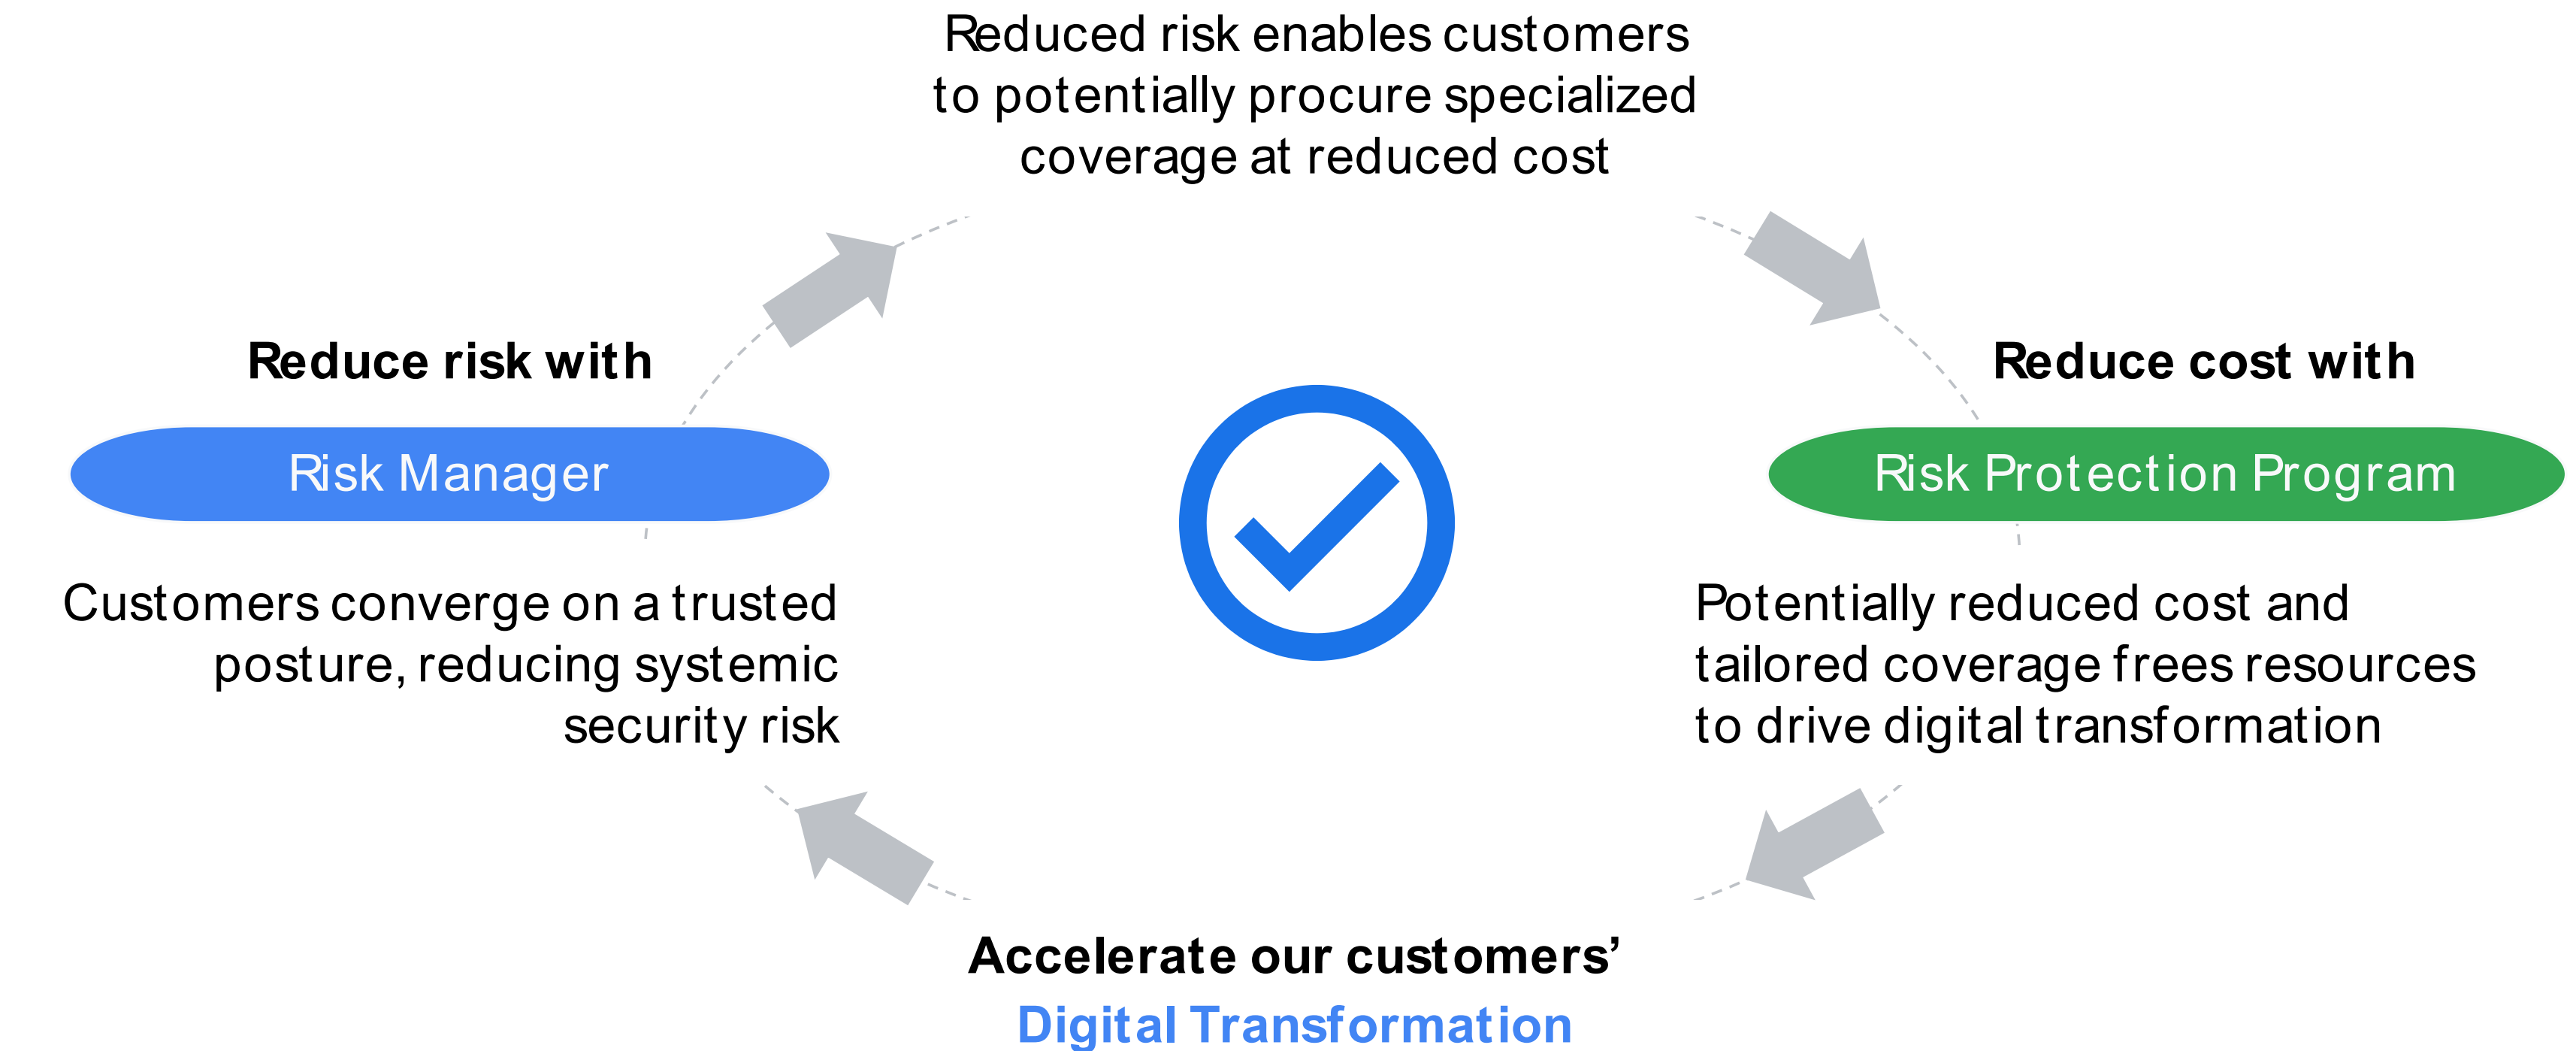 Reduced risk enables customers
to potentially procure specialized
coverage at reduced cost
Reduce risk with
Risk Manager
Customers converge on a trusted
posture, reducing systemic
security risk
Reduce cost with
Risk Protection Program
Potentially reduced cost and
tailored coverage frees resources
to drive digital transformation
Accelerate our customers’
Digital Transformation